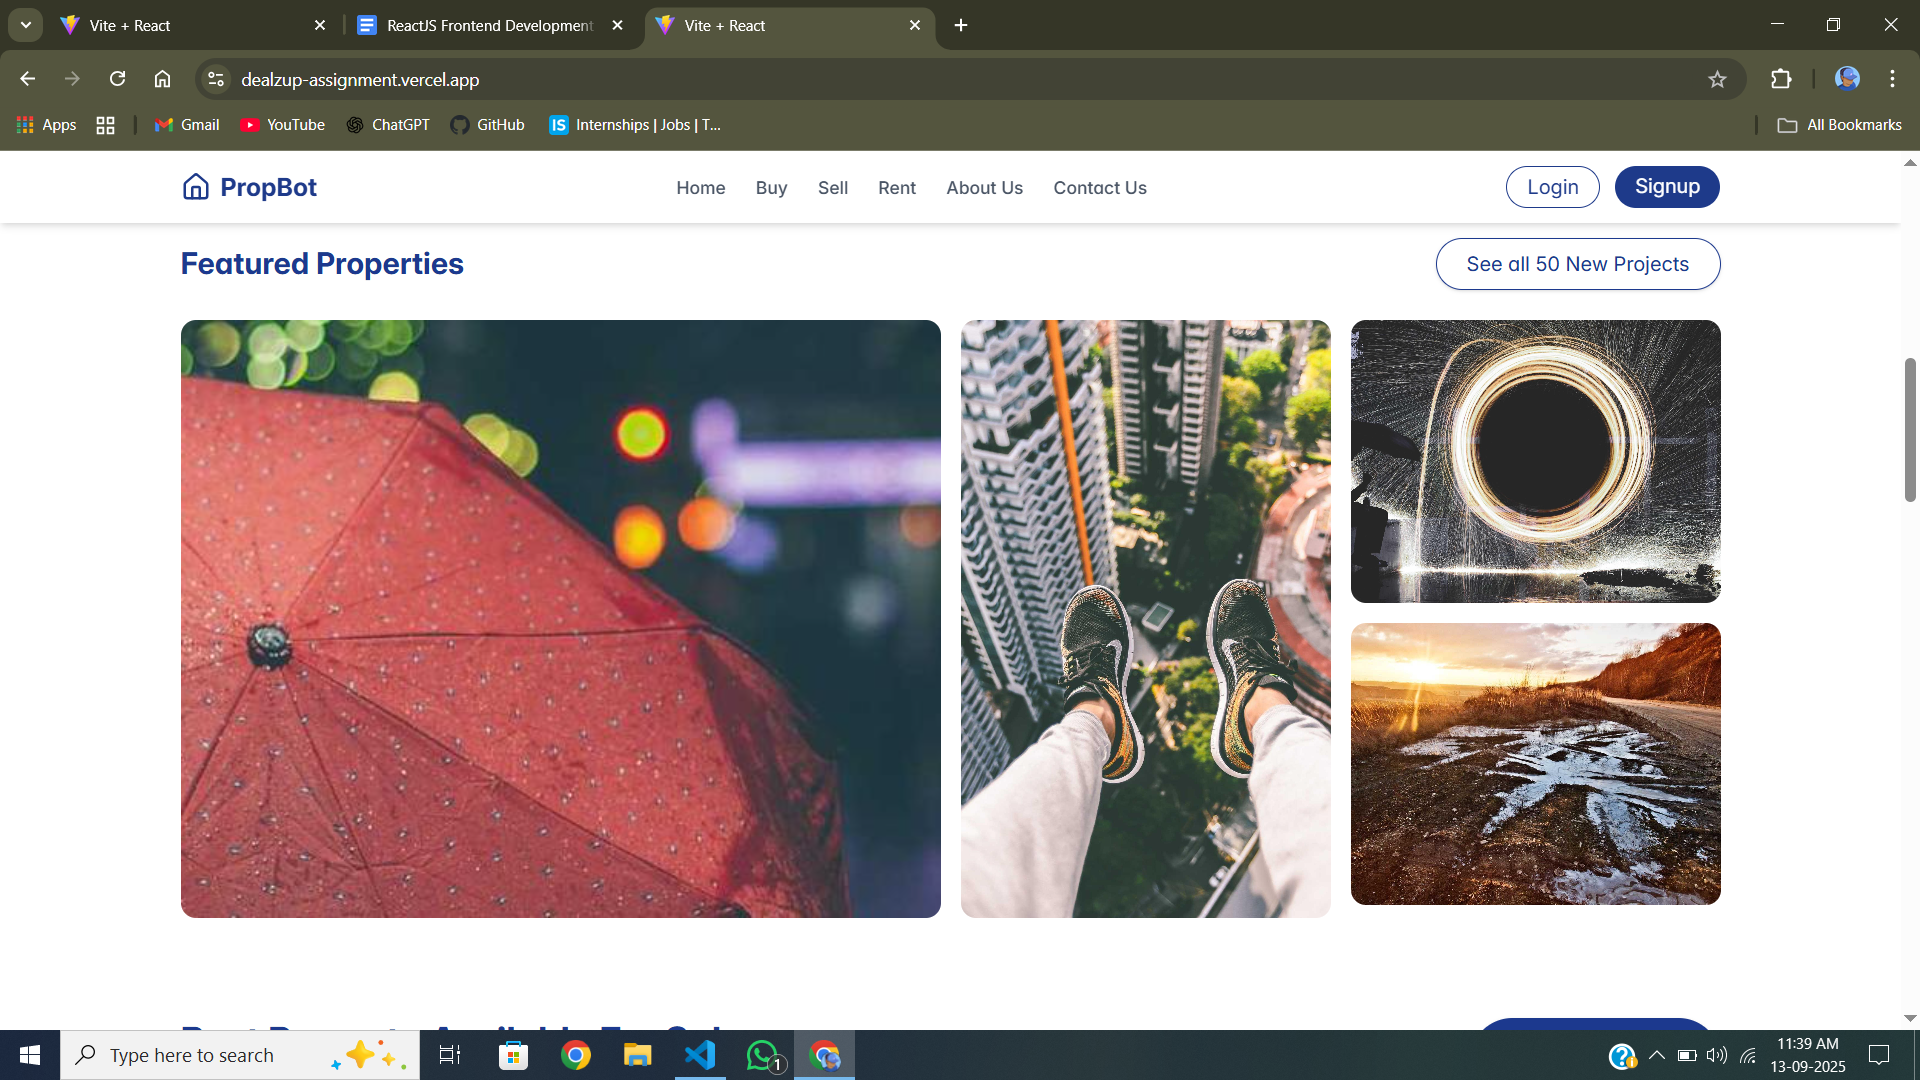 Vite + React
ReactJS Frontend Development
Vite + React
dealzup-assignment.vercel.app
Apps
Gmail
YouTube
ChatGPT
GitHub
IS
Internships | Jobs | T...
All Bookmarks
PropBot
Home
Buy
Sell
Rent
About Us
Contact Us
Login
Signup
Featured Properties
See all 50 New Projects
Type here to search
1
11:39 AM
13-09-2025